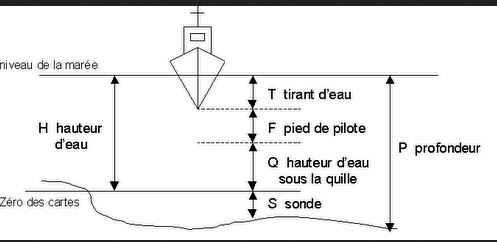 niveau de la marée
T tirant d'eau
F pied de pilote
H hauteur
d'eau
P profondeur
Q hauteur d'eau
sous la quille
Zéro des cartes
S sonde